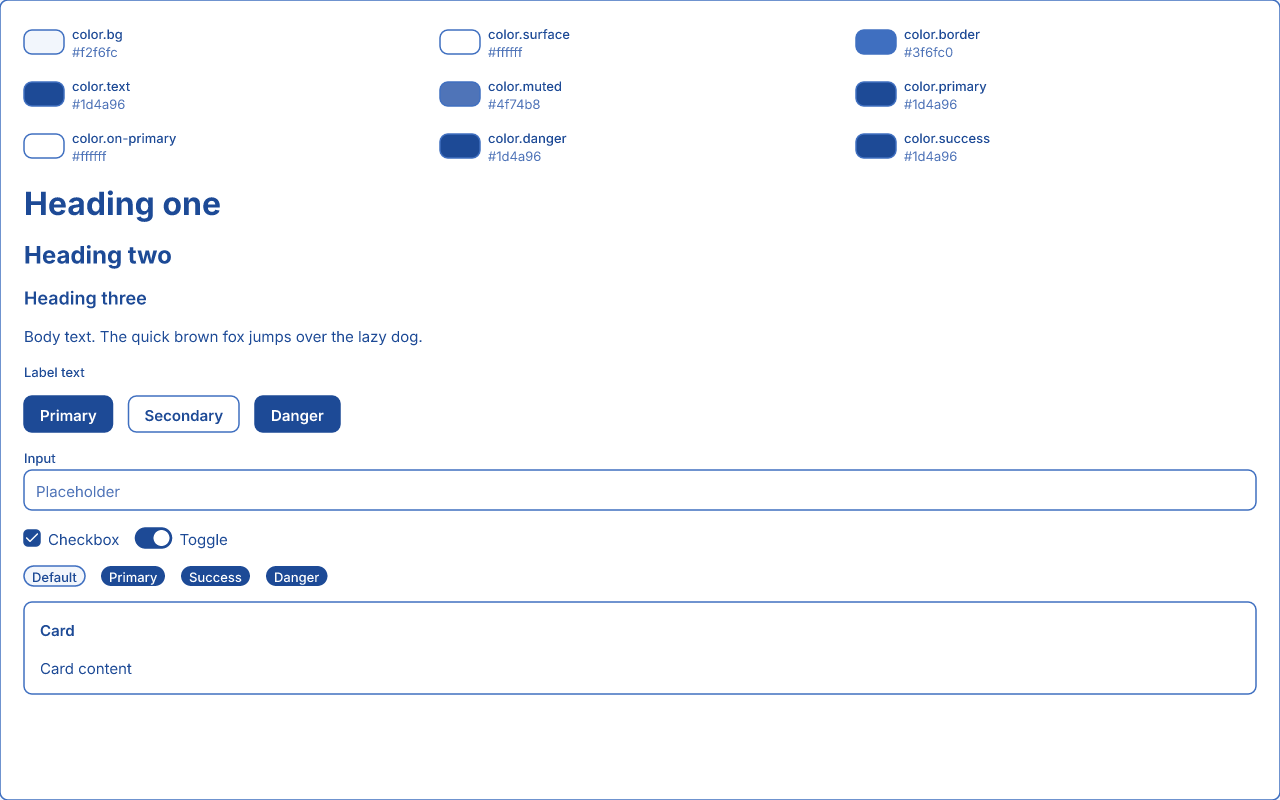 color.bg
#f2f6fc
color.surface
#ffffff
color.border
#3f6fc0
color.text
#1d4a96
color.muted
#4f74b8
color.primary
#1d4a96
color.on-primary
#ffffff
color.danger
#1d4a96
color.success
#1d4a96
Heading one
Heading two
Heading three
Body text. The quick brown fox jumps over the lazy dog.
Label text
Primary Secondary Danger
Input
Placeholder
Checkbox Toggle
Default Primary Success Danger
Card
Card content